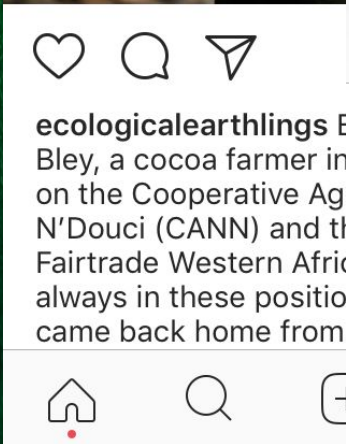 ecologicalearthlings
Bley, a cocoa farmer in
on the Cooperative Ag
N'Douci (CANN) and th
Fairtrade Western Afric
always in these positio
came back home from